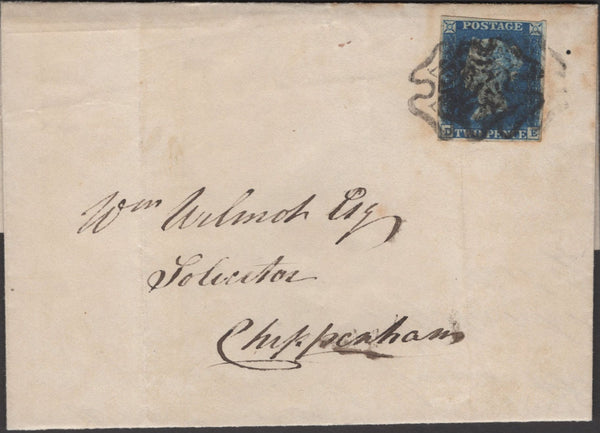 POSTAGE
TWO PENCE E
Wm Wilmot Esq
Solicitor
Chippenham